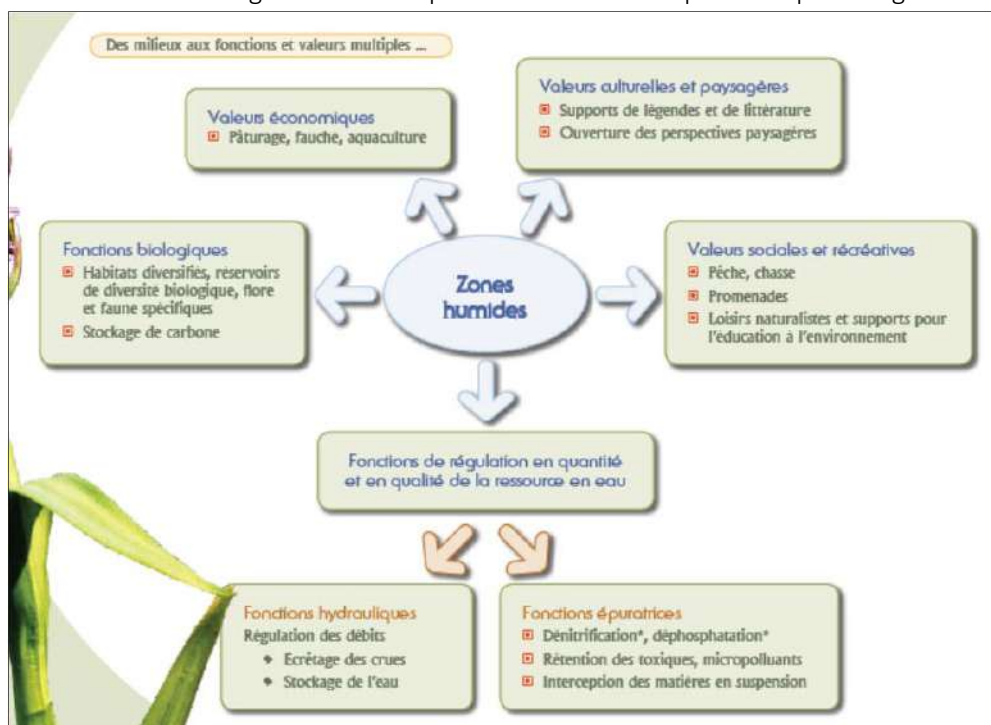 Des milieux aux fonctions et valeurs multiples ...
Valeurs culturelles et paysagères
Supports de légendes et de littérature
Ouverture des perspectives paysagères
Valeurs économiques
Pâturage, fauche, aquaculture
Fonctions biologiques
Habitats diversifiés, réservoirs
de diversité biologique, flore
et faune spécifiques
Stockage de carbone
Zones
humides
Valeurs sociales et récréatives
Pêche, chasse
Promenades
Loisirs naturalistes et supports pour
l'éducation à l'environnement
Fonctions de régulation en quantité
et en qualité de la ressource en eau
Fonctions hydrauliques
Régulation des débits
Ecrêtage des crues
Stockage de l'eau
Fonctions épuratrices
Dénitrification*, déphosphatation*
Rétention des toxiques, micropolluants
Interception des matières en suspension